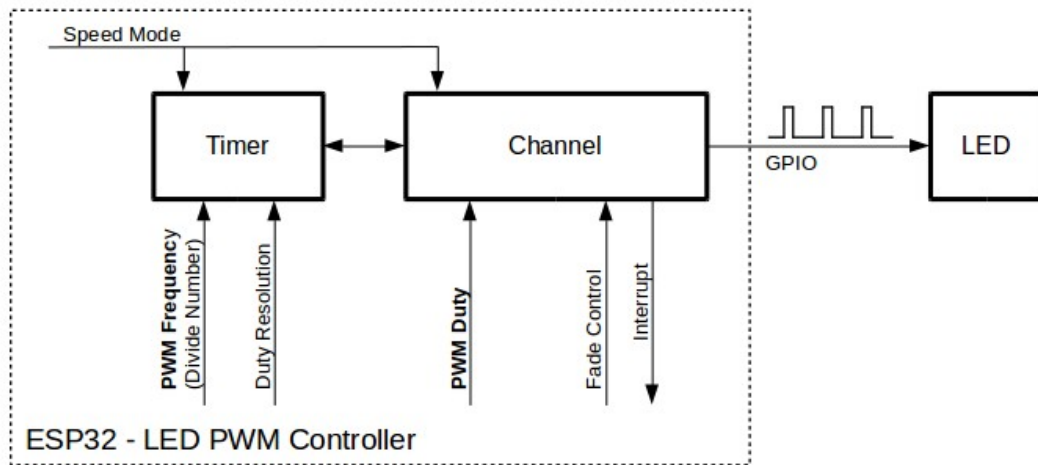 Speed Mode
Timer
Channel
GPIO
LED
PWM Frequency
(Divide Number)
Duty Resolution
PWM Duty
Fade Control
Interrupt
ESP32 - LED PWM Controller